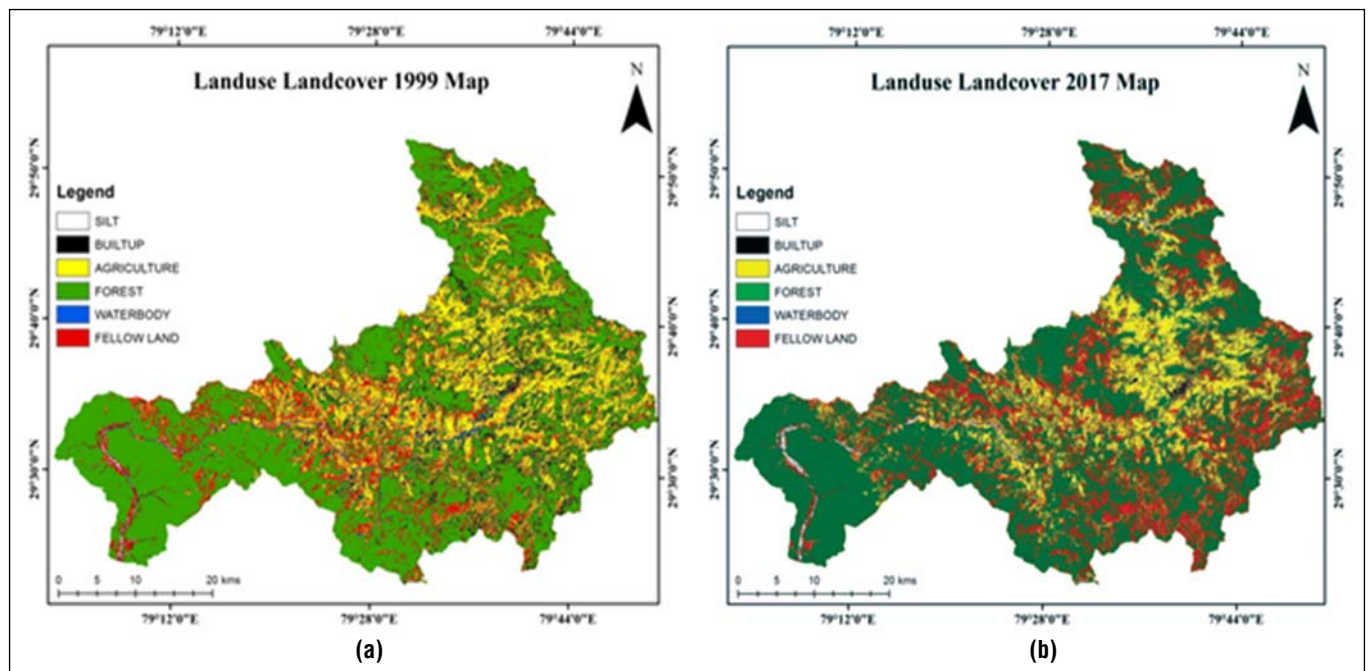 79°12'0"E 79°28'0"E 79°44'0"E
Landuse Landcover 1999 Map
N
29°50'0"N
29°40'0"N
29°30'0"N
Legend
SILT
BUILTUP
AGRICULTURE
FOREST
WATERBODY
FELLOW LAND
29°50'0"N
29°40'0"N
29°30'0"N
0 5 10 20 kms
79°12'0"E 79°28'0"E 79°44'0"E
(a)
79°12'0"E 79°28'0"E 79°44'0"E
Landuse Landcover 2017 Map
N
29°50'0"N
29°40'0"N
29°30'0"N
Legend
SILT
BUILTUP
AGRICULTURE
FOREST
WATERBODY
FELLOW LAND
29°50'0"N
29°40'0"N
29°30'0"N
0 5 10 20 kms
79°12'0"E 79°28'0"E 79°44'0"E
(b)